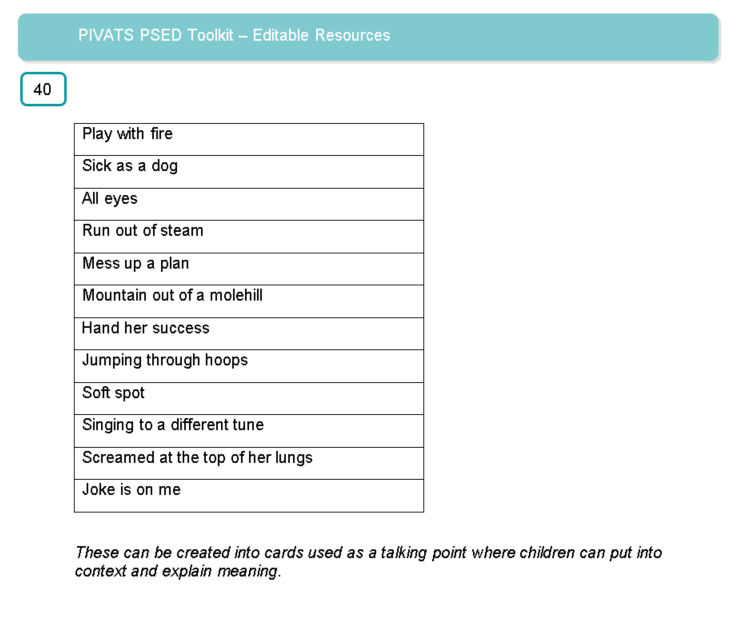 PIVATS PSED Toolkit – Editable Resources
40
Play with fire
Sick as a dog
All eyes
Run out of steam
Mess up a plan
Mountain out of a molehill
Hand her success
Jumping through hoops
Soft spot
Singing to a different tune
Screamed at the top of her lungs
Joke is on me
These can be created into cards used as a talking point where children can put into
context and explain meaning.